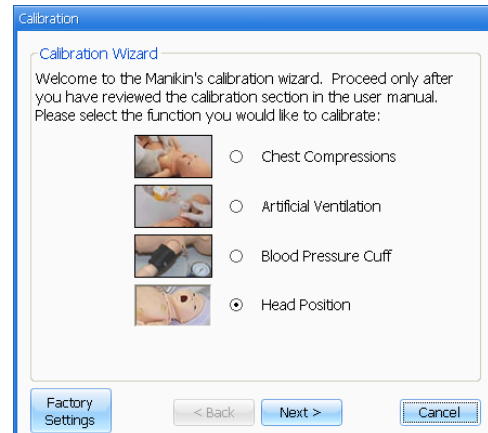 Calibration
Calibration Wizard
Welcome to the Manikin's calibration wizard.  Proceed only after
you have reviewed the calibration section in the user manual.
Please select the function you would like to calibrate:
Chest Compressions
Artificial Ventilation
Blood Pressure Cuff
Head Position
Factory
Settings
< Back
Next >
Cancel